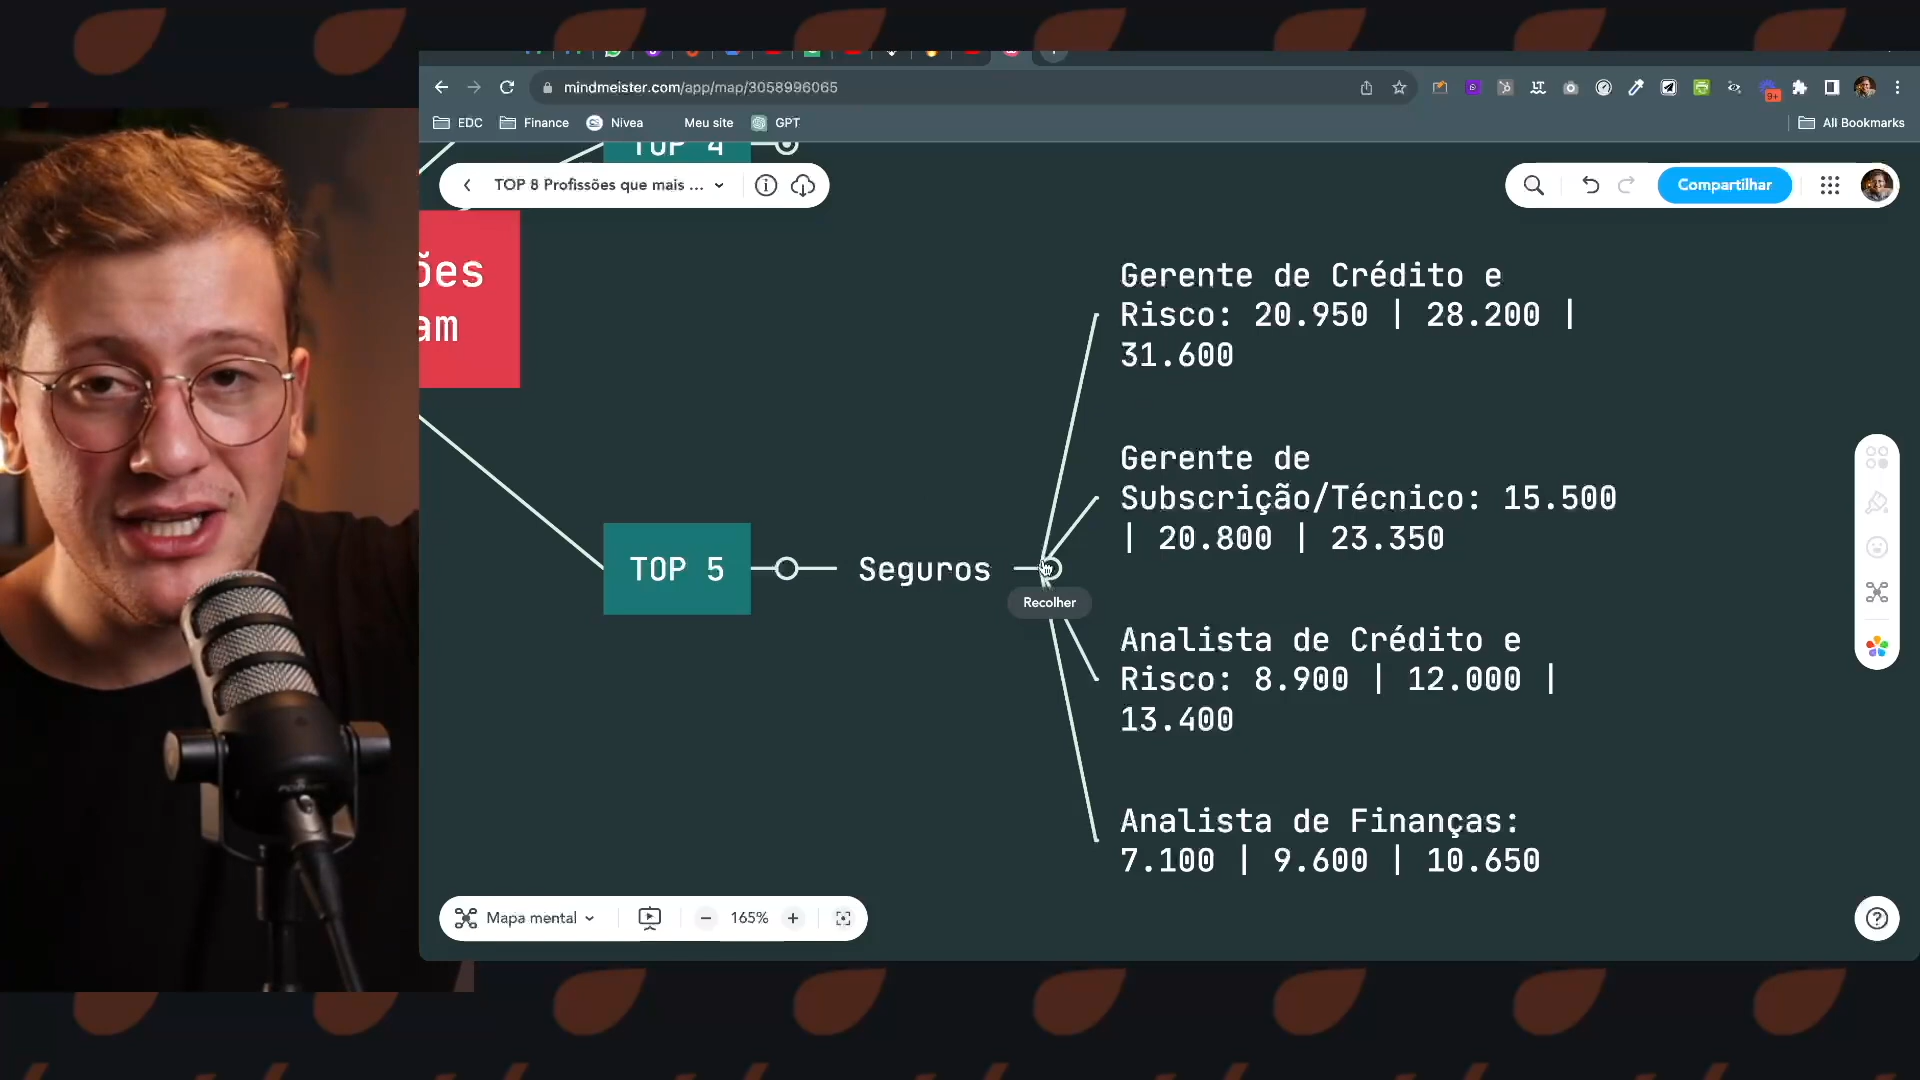 mindmeister.com/app/map/3058996065
9+
EDC
Finance
Nivea
Meu site
GPT
All Bookmarks
TOP 4
TOP 8 Profissões que mais ...
Compartilhar
ões
am
Gerente de Crédito e
Risco: 20.950 | 28.200 |
31.600
Gerente de
Subscrição/Técnico: 15.500
| 20.800 | 23.350
TOP 5
Seguros
Recolher
Analista de Crédito e
Risco: 8.900 | 12.000 |
13.400
Analista de Finanças:
7.100 | 9.600 | 10.650
Mapa mental
165%